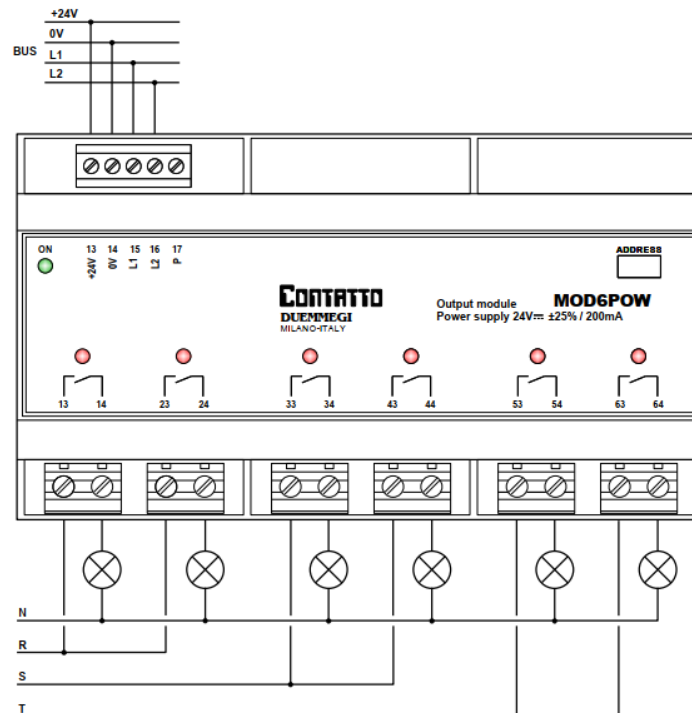 +24V
0V
BUS
L1
L2
ON
13 14 15 16 17
+24V 0V L1 L2 P
ADDRE88
CONTATTO
DUEMMEGI
MILANO-ITALY
Output module MOD6POW
Power supply 24V⎓ ±25% / 200mA
13 14 23 24 33 34 43 44 53 54 63 64
N
R
S
T